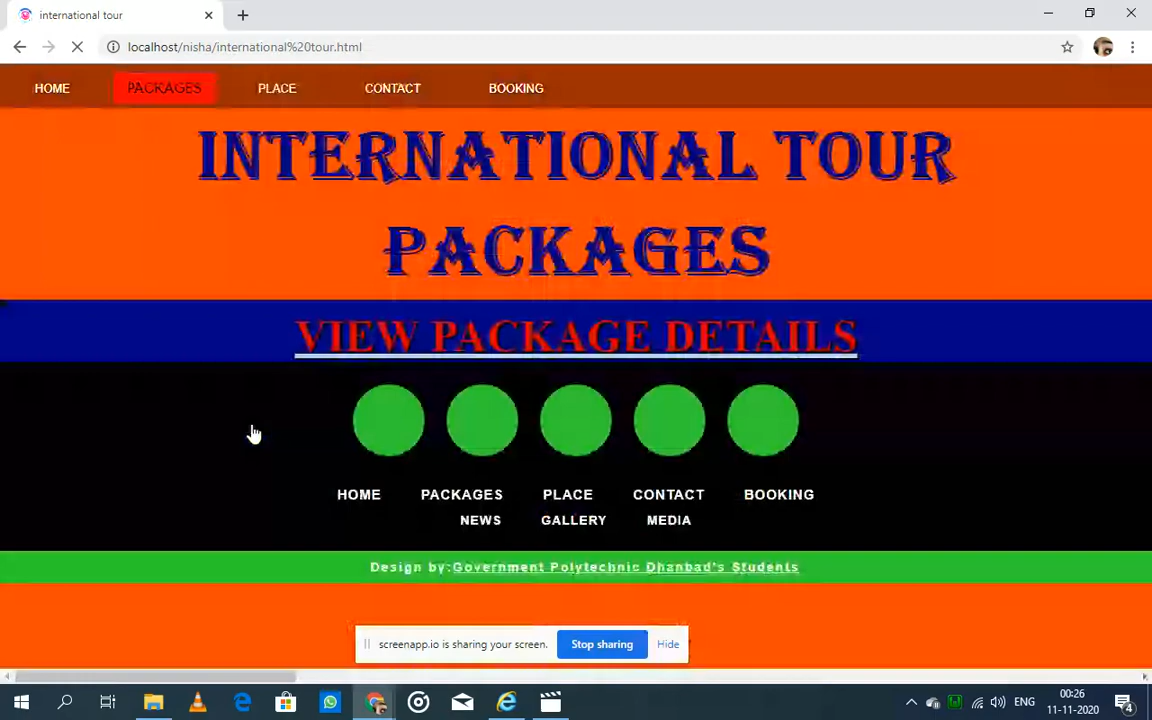 international tour
localhost/nisha/international%20tour.html
HOME PACKAGES PLACE CONTACT BOOKING
INTERNATIONAL TOUR
PACKAGES
VIEW PACKAGE DETAILS
HOME PACKAGES PLACE CONTACT BOOKING
NEWS GALLERY MEDIA
Design by:Government Polytechnic Dhanbad's Students
screenapp.io is sharing your screen. Stop sharing Hide
ENG
00:26
11-11-2020
4